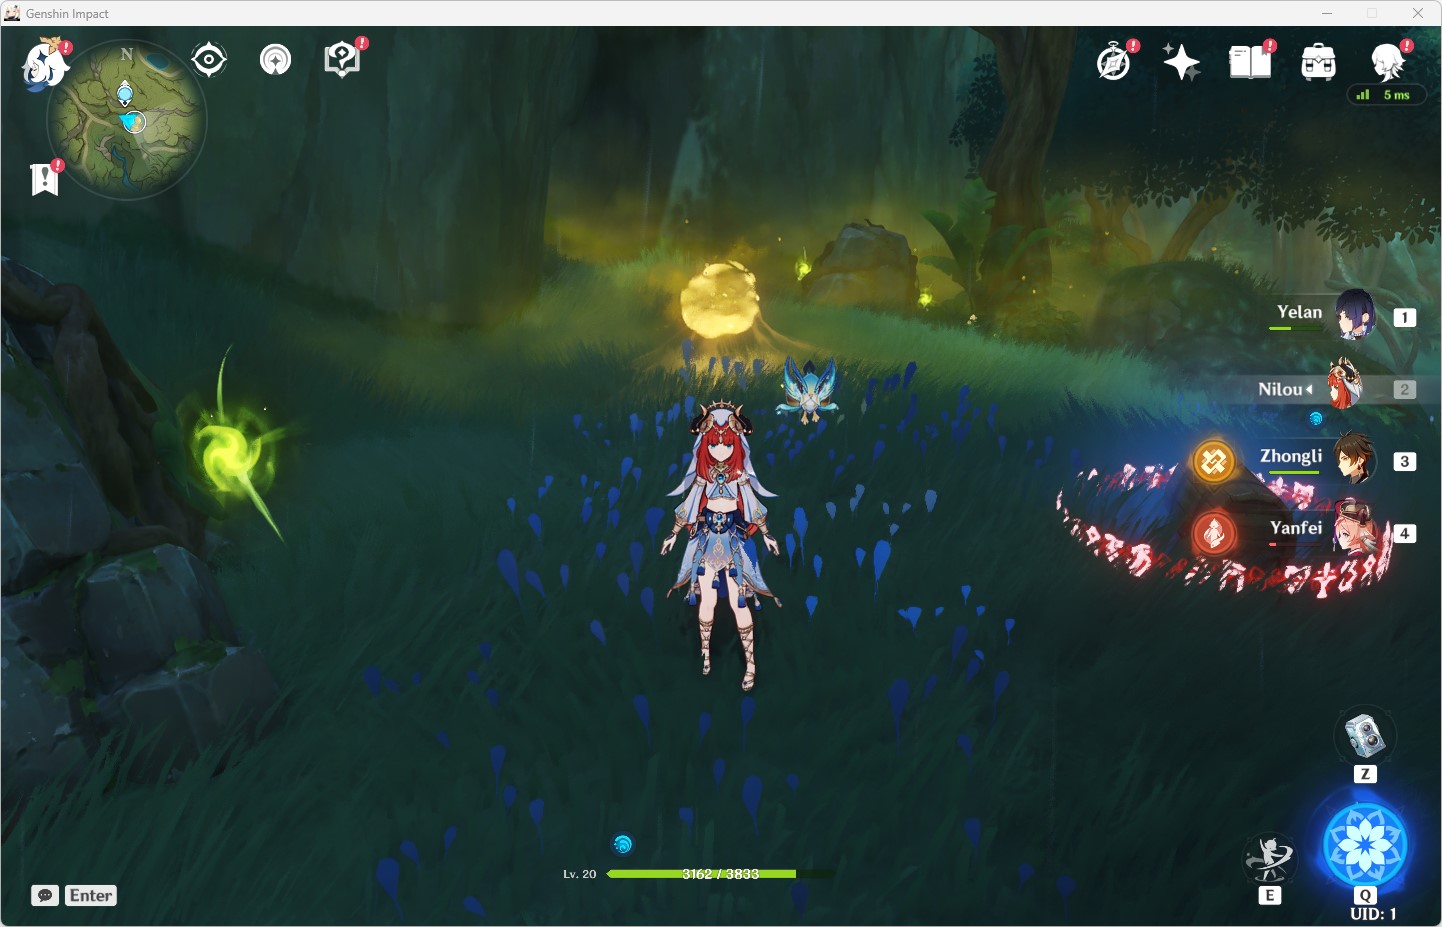 Genshin Impact
N
5 ms
Yelan
1
Nilou
2
Zhongli
3
Yanfei
4
Z
Lv. 20
3162 / 3833
Enter
E
Q
UID: 1